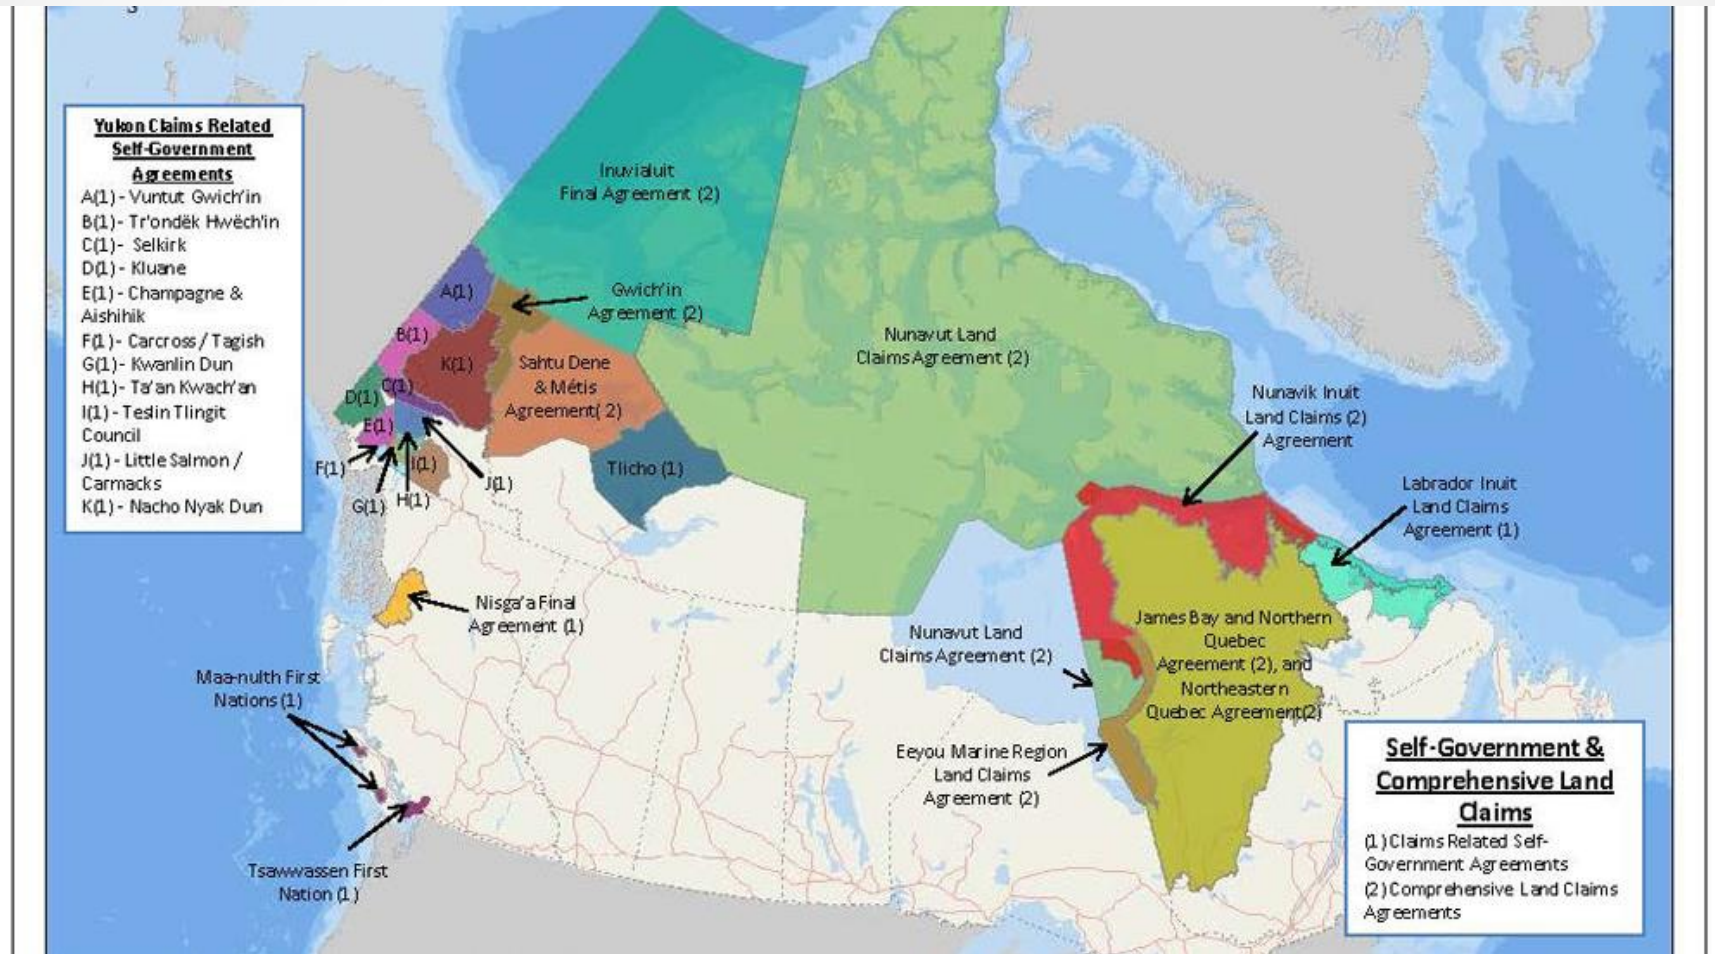 Yukon Claims Related
Self-Government
Agreements
A(1) - Vuntut Gwich'in
B(1) - Tr'ondëk Hwëch'in
C(1) - Selkirk
D(1) - Kluane
E(1) - Champagne &
Aishihik
F(1) - Carcross / Tagish
G(1) - Kwanlin Dun
H(1) - Ta'an Kwach'an
I(1) - Teslin Tlingit
Council
J(1) - Little Salmon /
Carmacks
K(1) - Nacho Nyak Dun
Inuvialuit
Final Agreement (2)
Gwich'in
Agreement (2)
A(1)
B(1)
K(1)
C(1)
D(1)
E(1)
F(1)
G(1)
H(1)
I(1)
J(1)
Sahtu Dene
& Métis
Agreement( 2)
Tlicho (1)
Nunavut Land
Claims Agreement (2)
Nunavik Inuit
Land Claims (2)
Agreement
Labrador Inuit
Land Claims
Agreement (1)
Nisga'a Final
Agreement (1)
Maa-nulth First
Nations (1)
Tsawwassen First
Nation (1)
Nunavut Land
Claims Agreement (2)
Eeyou Marine Region
Land Claims
Agreement (2)
James Bay and Northern
Quebec
Agreement (2), and
Northeastern
Quebec Agreement(2)
Self-Government &
Comprehensive Land
Claims
(1) Claims Related Self-
Government Agreements
(2) Comprehensive Land Claims
Agreements